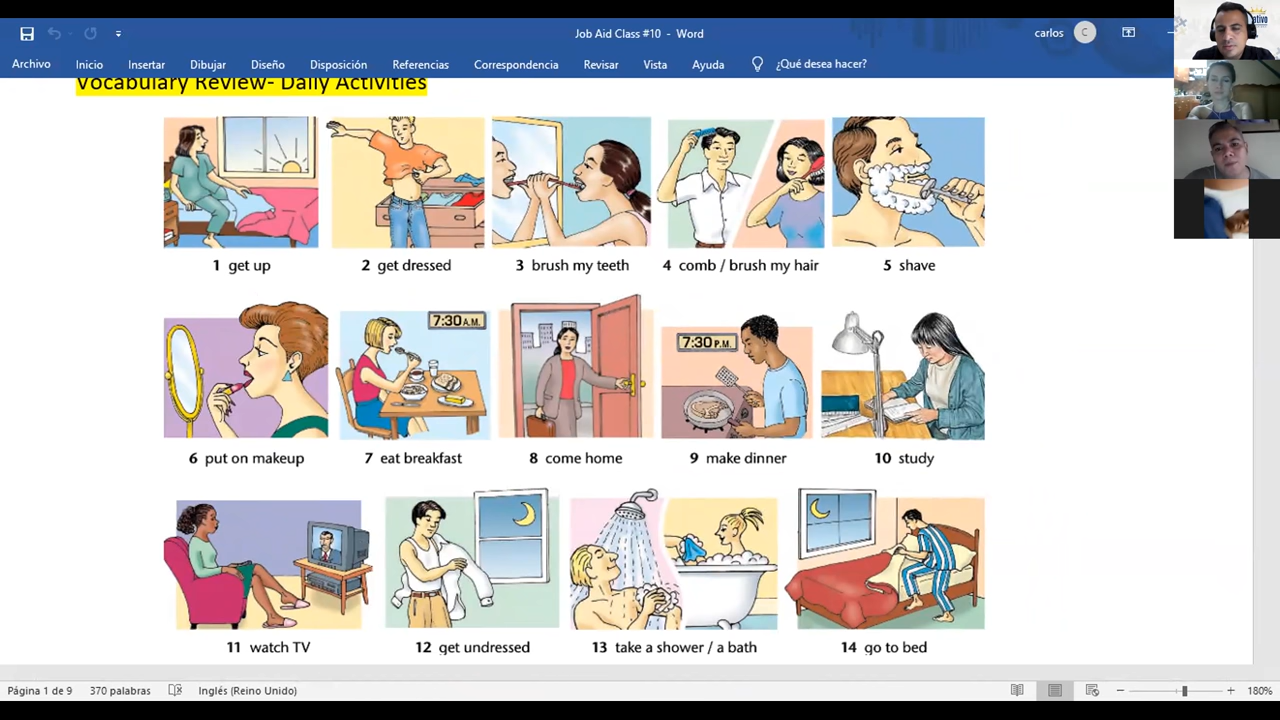 Job Aid Class #10 - Word
carlos
C
Archivo Inicio Insertar Dibujar Diseño Disposición Referencias Correspondencia Revisar Vista Ayuda ¿Qué desea hacer?
Vocabulary Review- Daily Activities
1 get up
2 get dressed
3 brush my teeth
4 comb / brush my hair
5 shave
7:30 A.M.
7:30 P.M.
6 put on makeup
7 eat breakfast
8 come home
9 make dinner
10 study
11 watch TV
12 get undressed
13 take a shower / a bath
14 go to bed
Página 1 de 9 370 palabras Inglés (Reino Unido) 180%